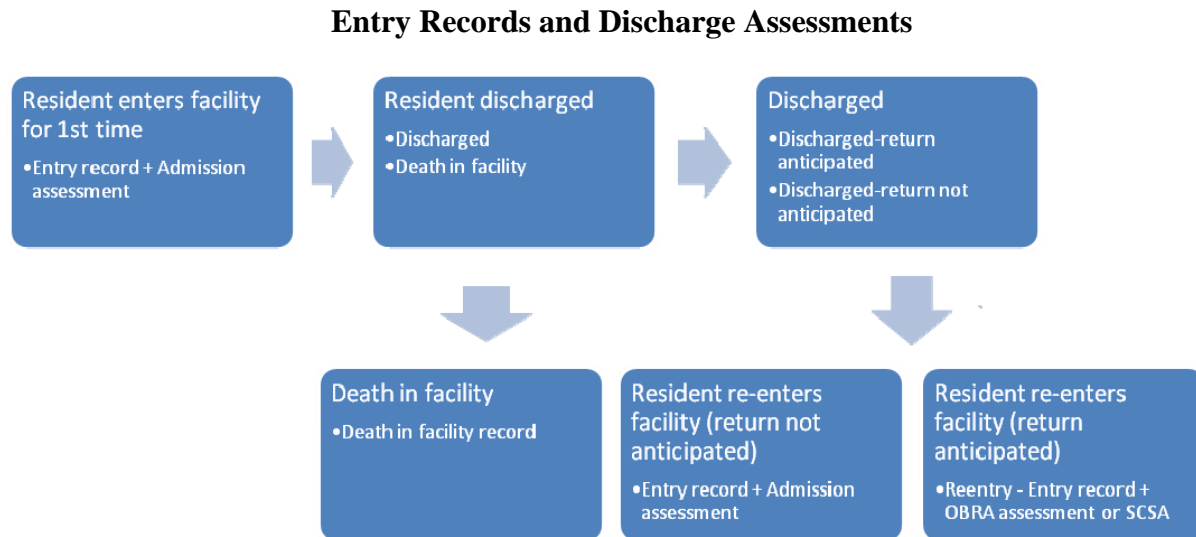 Entry Records and Discharge Assessments
Resident enters facility
for 1st time
•Entry record + Admission
assessment
Resident discharged
•Discharged
•Death in facility
Discharged
•Discharged-return
anticipated
•Discharged-return not
anticipated
Death in facility
•Death in facility record
Resident re-enters
facility (return not
anticipated)
•Entry record + Admission
assessment
Resident re-enters
facility (return
anticipated)
•Reentry - Entry record +
OBRA assessment or SCSA